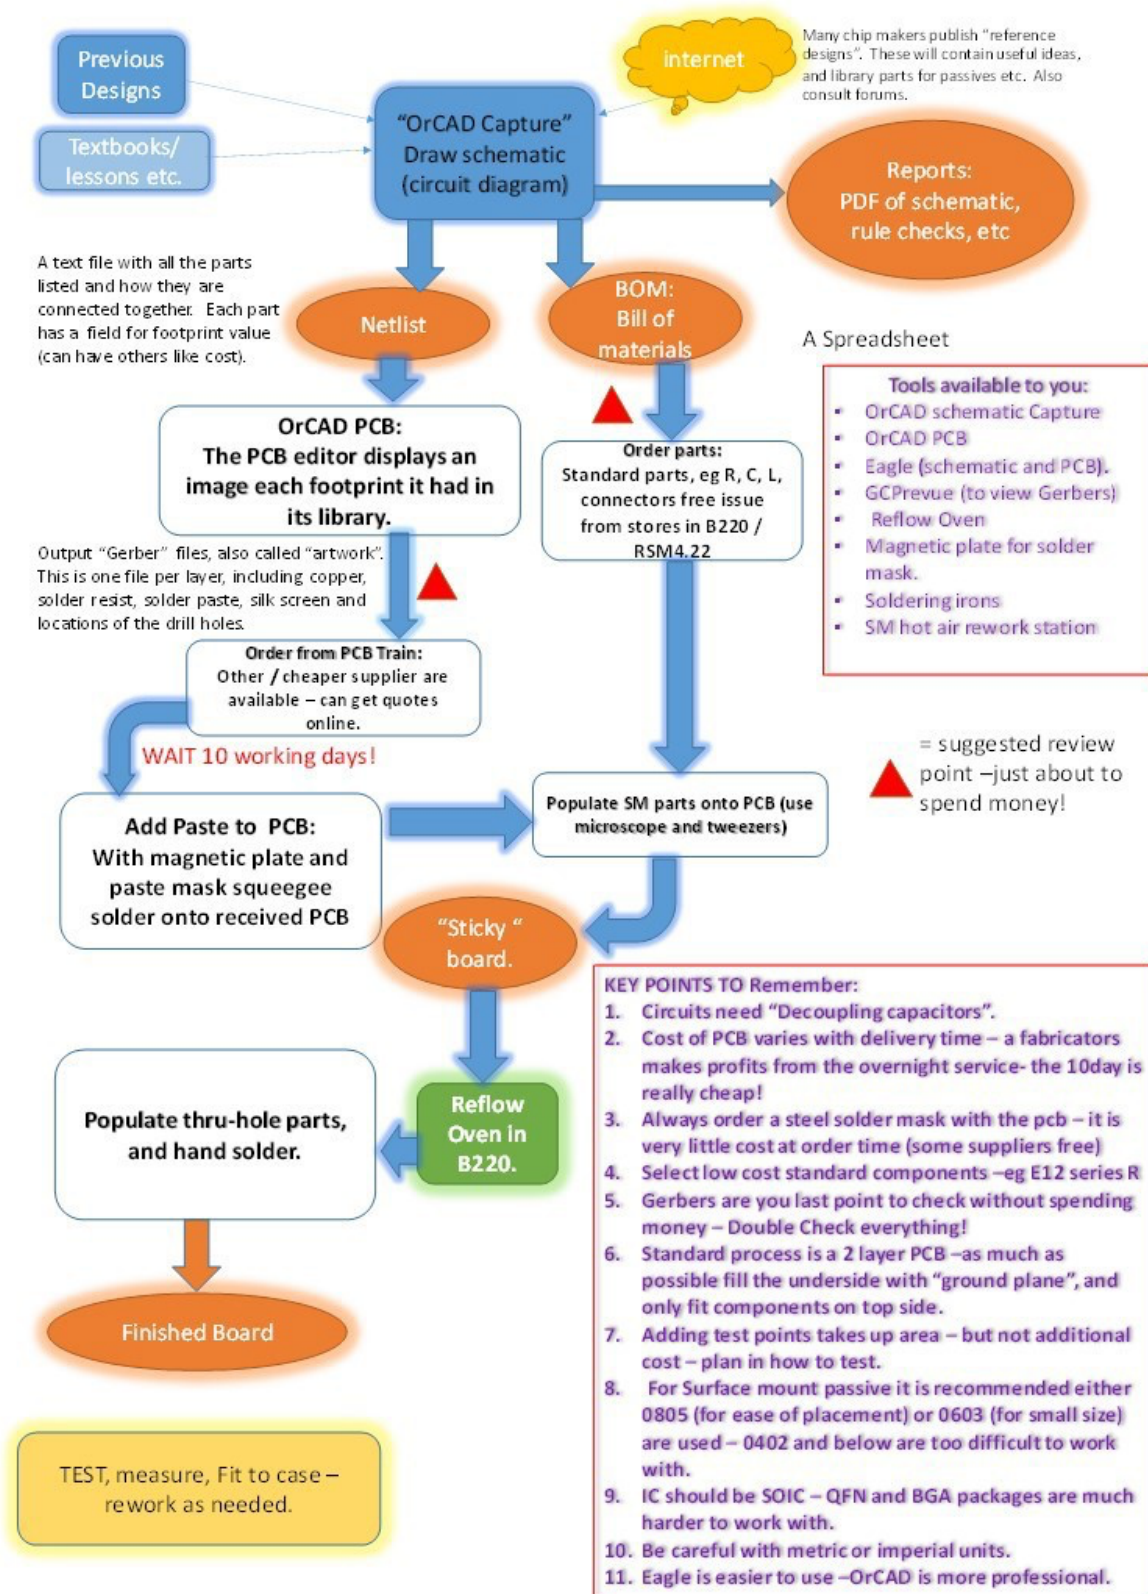 Previous
Designs
Textbooks/
lessons etc.
"OrCAD Capture"
Draw schematic
(circuit diagram)
internet
Many chip makers publish "reference
designs". These will contain useful ideas,
and library parts for passives etc. Also
consult forums.
Reports:
PDF of schematic,
rule checks, etc
A text file with all the parts
listed and how they are
connected together. Each part
has a field for footprint value
(can have others like cost).
Netlist
BOM:
Bill of
materials
A Spreadsheet
OrCAD PCB:
The PCB editor displays an
image each footprint it had in
its library.
Order parts:
Standard parts, eg R, C, L,
connectors free issue
from stores in B220 /
RSM4.22
Tools available to you:
▪ OrCAD schematic Capture
▪ OrCAD PCB
▪ Eagle (schematic and PCB).
▪ GCPrevue (to view Gerbers)
▪ Reflow Oven
▪ Magnetic plate for solder
mask.
▪ Soldering irons
▪ SM hot air rework station
Output "Gerber" files, also called "artwork".
This is one file per layer, including copper,
solder resist, solder paste, silk screen and
locations of the drill holes.
Order from PCB Train:
Other / cheaper supplier are
available – can get quotes
online.
WAIT 10 working days!
= suggested review
point –just about to
spend money!
Add Paste to PCB:
With magnetic plate and
paste mask squeegee
solder onto received PCB
Populate SM parts onto PCB (use
microscope and tweezers)
"Sticky "
board.
Reflow
Oven in
B220.
Populate thru-hole parts,
and hand solder.
Finished Board
TEST, measure, Fit to case –
rework as needed.
KEY POINTS TO Remember:
1. Circuits need "Decoupling capacitors".
2. Cost of PCB varies with delivery time – a fabricators
makes profits from the overnight service- the 10day is
really cheap!
3. Always order a steel solder mask with the pcb – it is
very little cost at order time (some suppliers free)
4. Select low cost standard components –eg E12 series R
5. Gerbers are you last point to check without spending
money – Double Check everything!
6. Standard process is a 2 layer PCB –as much as
possible fill the underside with "ground plane", and
only fit components on top side.
7. Adding test points takes up area – but not additional
cost – plan in how to test.
8. For Surface mount passive it is recommended either
0805 (for ease of placement) or 0603 (for small size)
are used – 0402 and below are too difficult to work
with.
9. IC should be SOIC – QFN and BGA packages are much
harder to work with.
10. Be careful with metric or imperial units.
11. Eagle is easier to use –OrCAD is more professional.